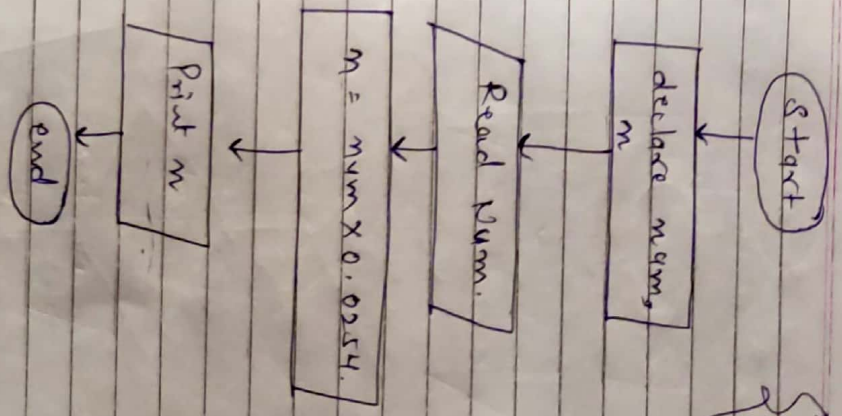 Start
declare num,
m
Read Num.
m = num X 0.0254.
Print m
end